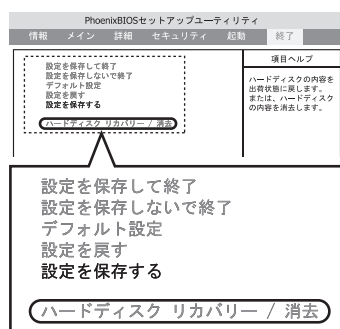 PhoenixBIOSセットアップユーティリティ
情報 メイン 詳細 セキュリティ 起動 終了
設定を保存して終了
設定を保存しないで終了
デフォルト設定
設定を戻す
設定を保存する
ハードディスク リカバリー / 消去
項目ヘルプ
ハードディスクの内容を
出荷状態に戻します。
または、ハードディスク
の内容を消去します。
設定を保存して終了
設定を保存しないで終了
デフォルト設定
設定を戻す
設定を保存する
ハードディスク リカバリー / 消去